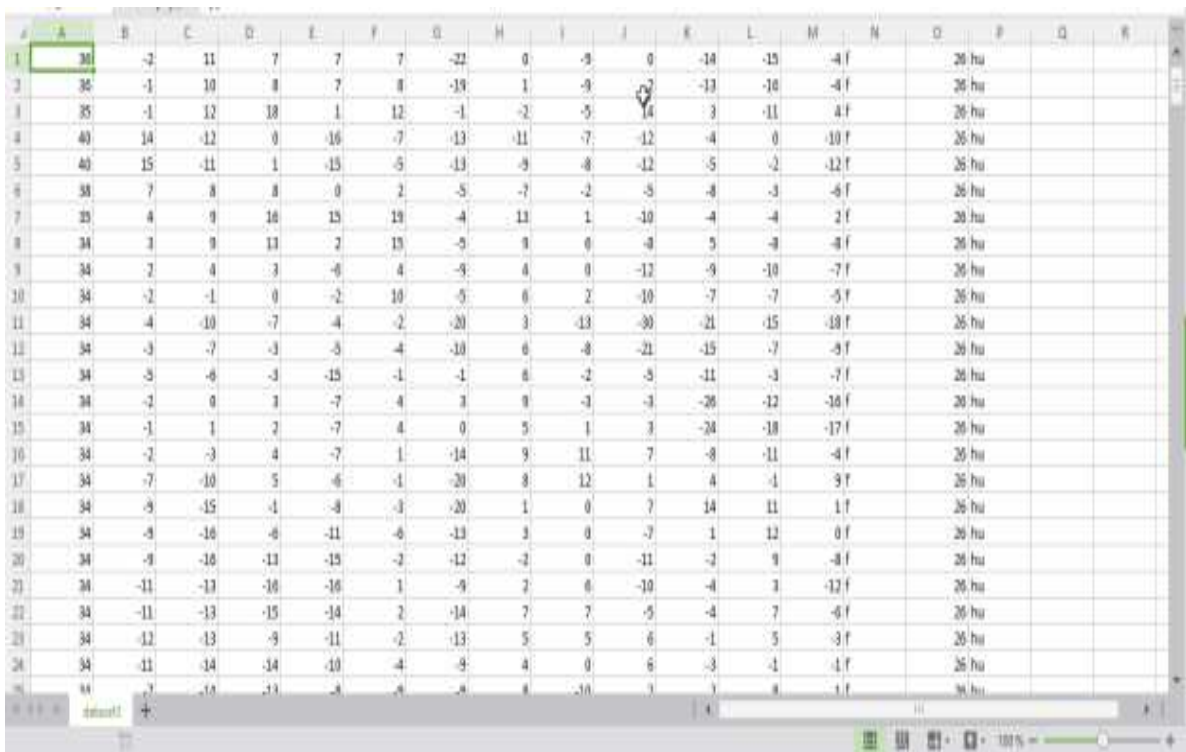 A B C D E F G H I J K L M N O P Q R
1 36 -2 11 7 7 7 -22 0 -9 0 -14 -15 -4 f 26 hu
2 36 -1 10 8 7 8 -19 1 -9 -13 -16 -4 f 26 hu
3 35 -1 12 18 1 12 -1 -2 -5 14 3 -11 4 f 26 hu
4 40 14 -12 0 -16 -7 -13 -11 -7 -12 -4 0 -10 f 26 hu
5 40 15 -11 1 -15 -5 -13 -9 -8 -12 -5 -2 -12 f 26 hu
6 38 7 8 8 0 2 -5 -7 -2 -5 -8 -3 -6 f 26 hu
7 35 4 9 16 15 19 -4 13 1 -10 -4 -4 2 f 26 hu
8 34 3 9 13 2 15 -5 9 0 -8 5 -8 -8 f 26 hu
9 34 2 4 3 -6 4 -9 4 0 -12 -9 -10 -7 f 26 hu
10 34 -2 -1 0 -2 10 -5 6 2 -10 -7 -7 -5 f 26 hu
11 34 -4 -10 -7 -4 -2 -20 3 -13 -30 -21 -15 -18 f 26 hu
12 34 -3 -7 -3 -5 -4 -10 6 -8 -21 -15 -7 -9 f 26 hu
13 34 -5 -6 -3 -15 -1 -1 6 -2 -5 -11 -3 -7 f 26 hu
14 34 -2 0 3 -7 4 3 9 -3 -3 -26 -12 -16 f 26 hu
15 34 -1 1 2 -7 4 0 5 1 3 -24 -18 -17 f 26 hu
16 34 -2 -3 4 -7 1 -14 9 11 7 -8 -11 -4 f 26 hu
17 34 -7 -10 5 -6 -1 -20 8 12 1 4 -1 9 f 26 hu
18 34 -9 -15 -1 -8 -3 -20 1 0 7 14 11 1 f 26 hu
19 34 -9 -16 -6 -11 -6 -13 3 0 -7 1 12 0 f 26 hu
20 34 -9 -16 -13 -15 -2 -12 -2 0 -11 -2 9 -8 f 26 hu
21 34 -11 -13 -16 -16 1 -9 2 6 -10 -4 3 -12 f 26 hu
22 34 -11 -13 -15 -14 2 -14 7 7 -5 -4 7 -6 f 26 hu
23 34 -12 -13 -9 -11 -2 -13 5 5 6 -1 5 -3 f 26 hu
24 34 -11 -14 -14 -10 -4 -9 4 0 6 -3 -1 -1 f 26 hu
dataset1
100 %